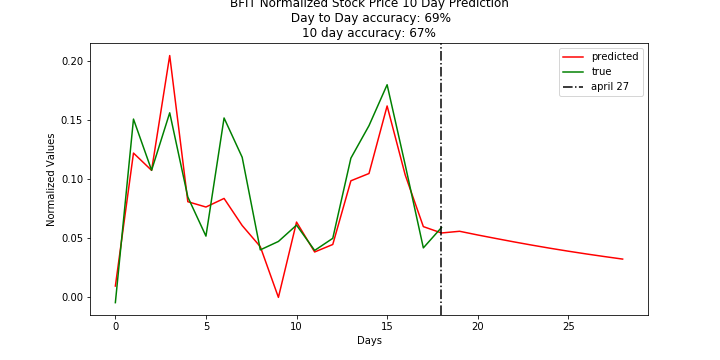 BFIT Normalized Stock Price 10 Day Prediction
Day to Day accuracy: 69%
10 day accuracy: 67%
predicted
true
april 27
0.20
0.15
0.10
0.05
0.00
Normalized Values
0 5 10 15 20 25
Days